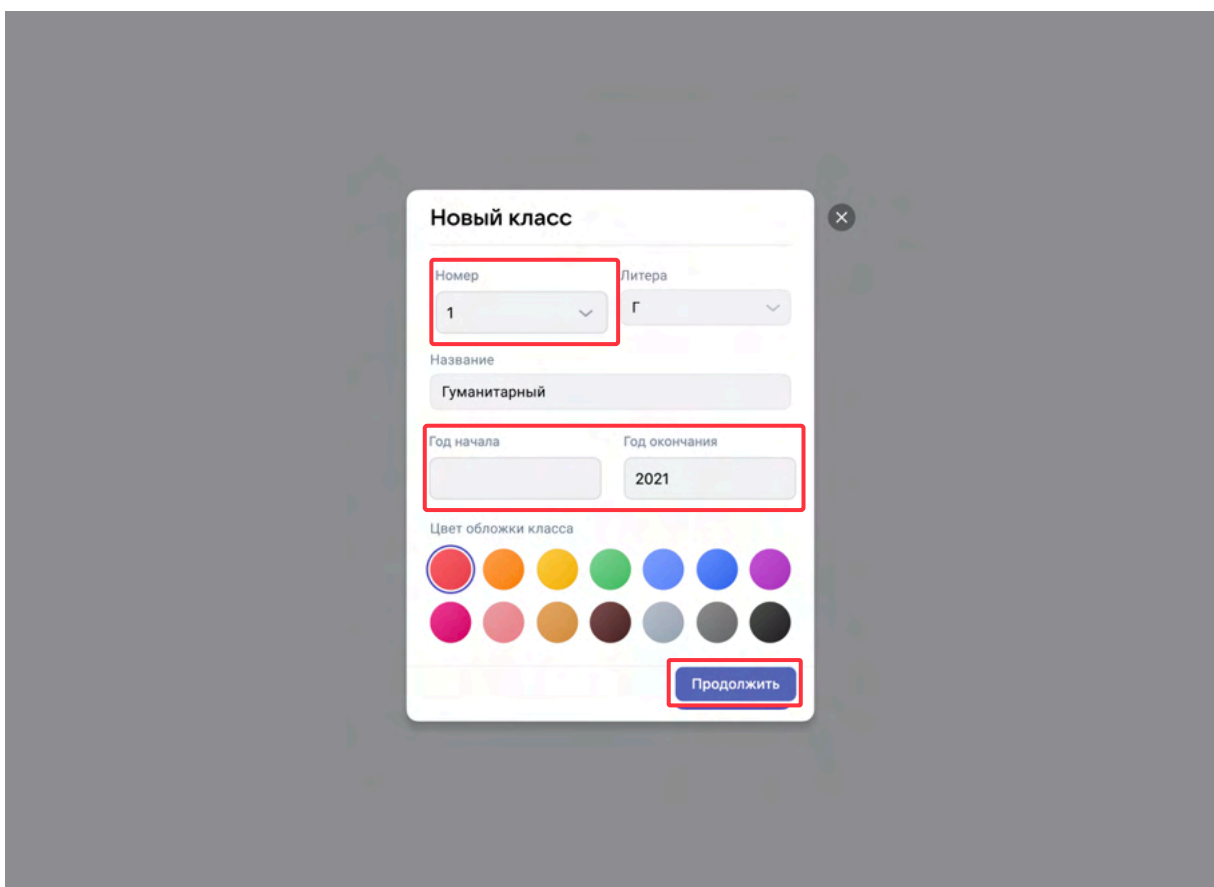 Новый класс
Номер Литера
1 Г
Название
Гуманитарный
Год начала Год окончания
2021
Цвет обложки класса
Продолжить